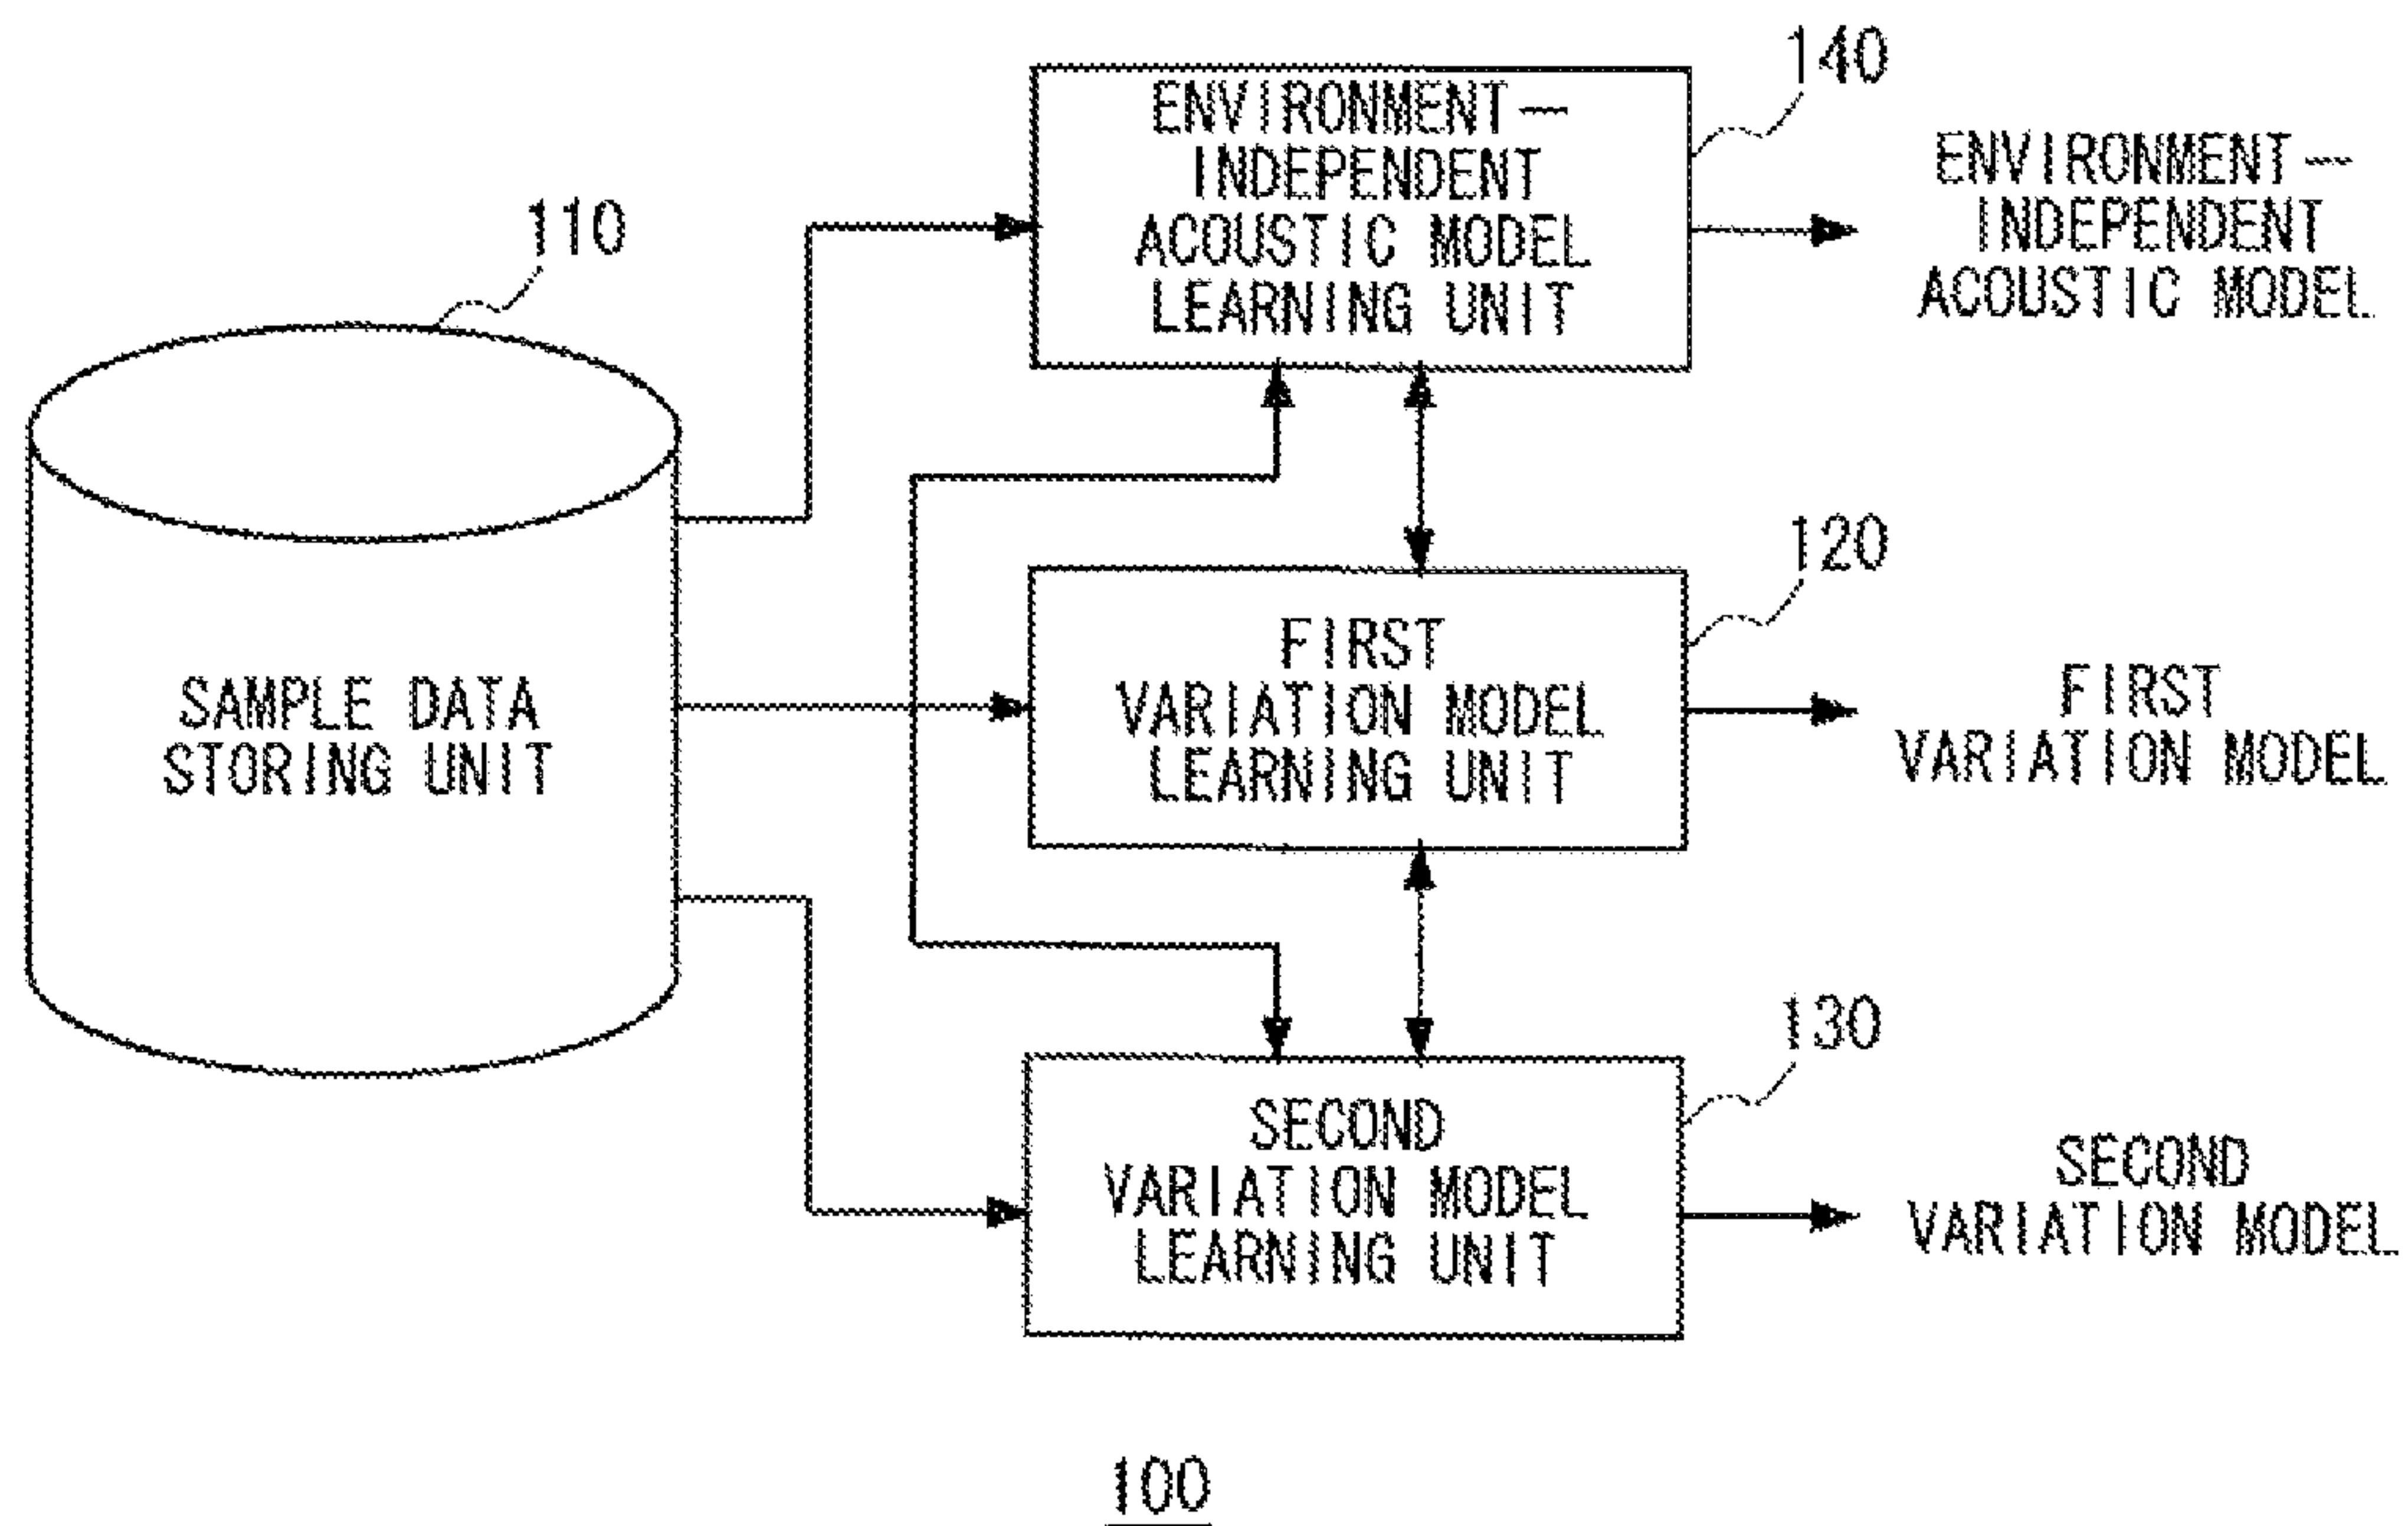 140
ENVIRONMENT—
INDEPENDENT
ACOUSTIC MODEL
LEARNING UNIT
ENVIRONMENT—
INDEPENDENT
ACOUSTIC MODEL
110
SAMPLE DATA
STORING UNIT
120
FIRST
VARIATION MODEL
LEARNING UNIT
FIRST
VARIATION MODEL
130
SECOND
VARIATION MODEL
LEARNING UNIT
SECOND
VARIATION MODEL
100